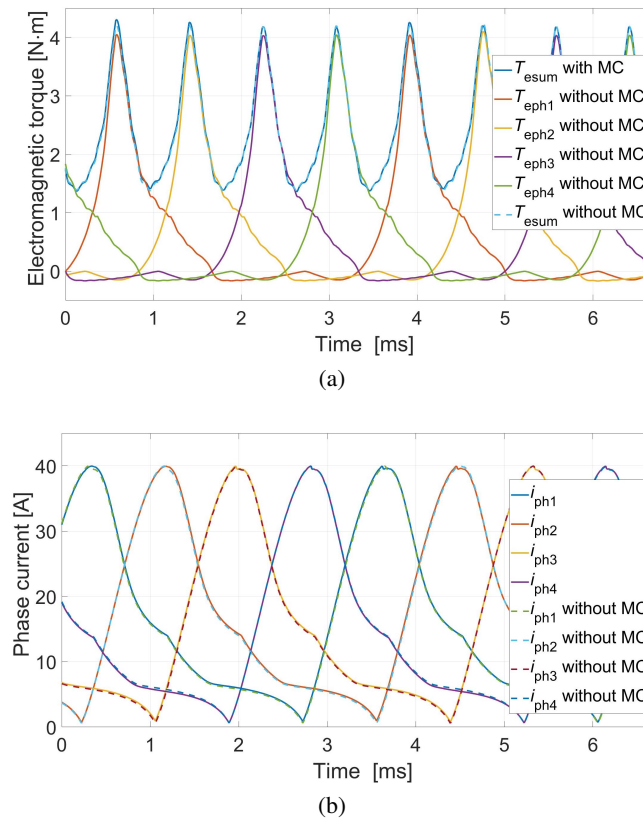 Electromagnetic torque [N·m]
4
3
2
1
0
T_esum with MC
T_eph1 without MC
T_eph2 without MC
T_eph3 without MC
T_eph4 without MC
T_esum without MC
0 1 2 3 4 5 6
Time [ms]
(a)
Phase current [A]
40
30
20
10
0
i_ph1
i_ph2
i_ph3
i_ph4
i_ph1 without MC
i_ph2 without MC
i_ph3 without MC
i_ph4 without MC
0 1 2 3 4 5 6
Time [ms]
(b)